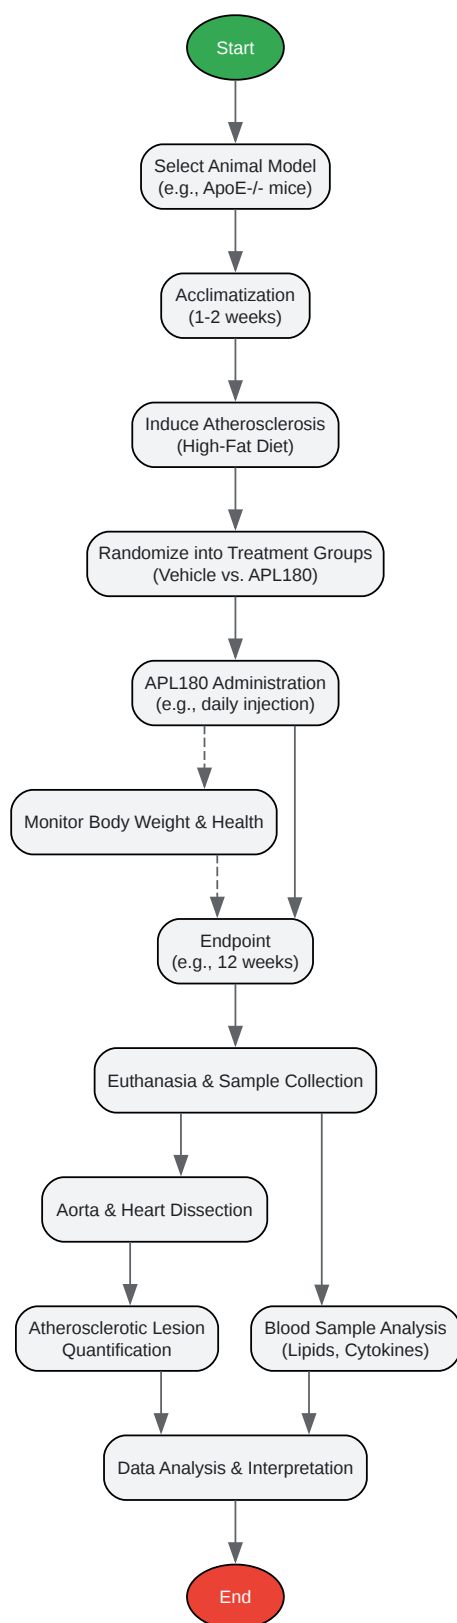 Start
Select Animal Model
(e.g., ApoE-/- mice)
Acclimatization
(1-2 weeks)
Induce Atherosclerosis
(High-Fat Diet)
Randomize into Treatment Groups
(Vehicle vs. APL180)
APL180 Administration
(e.g., daily injection)
Monitor Body Weight & Health
Endpoint
(e.g., 12 weeks)
Euthanasia & Sample Collection
Aorta & Heart Dissection
Atherosclerotic Lesion
Quantification
Blood Sample Analysis
(Lipids, Cytokines)
Data Analysis & Interpretation
End